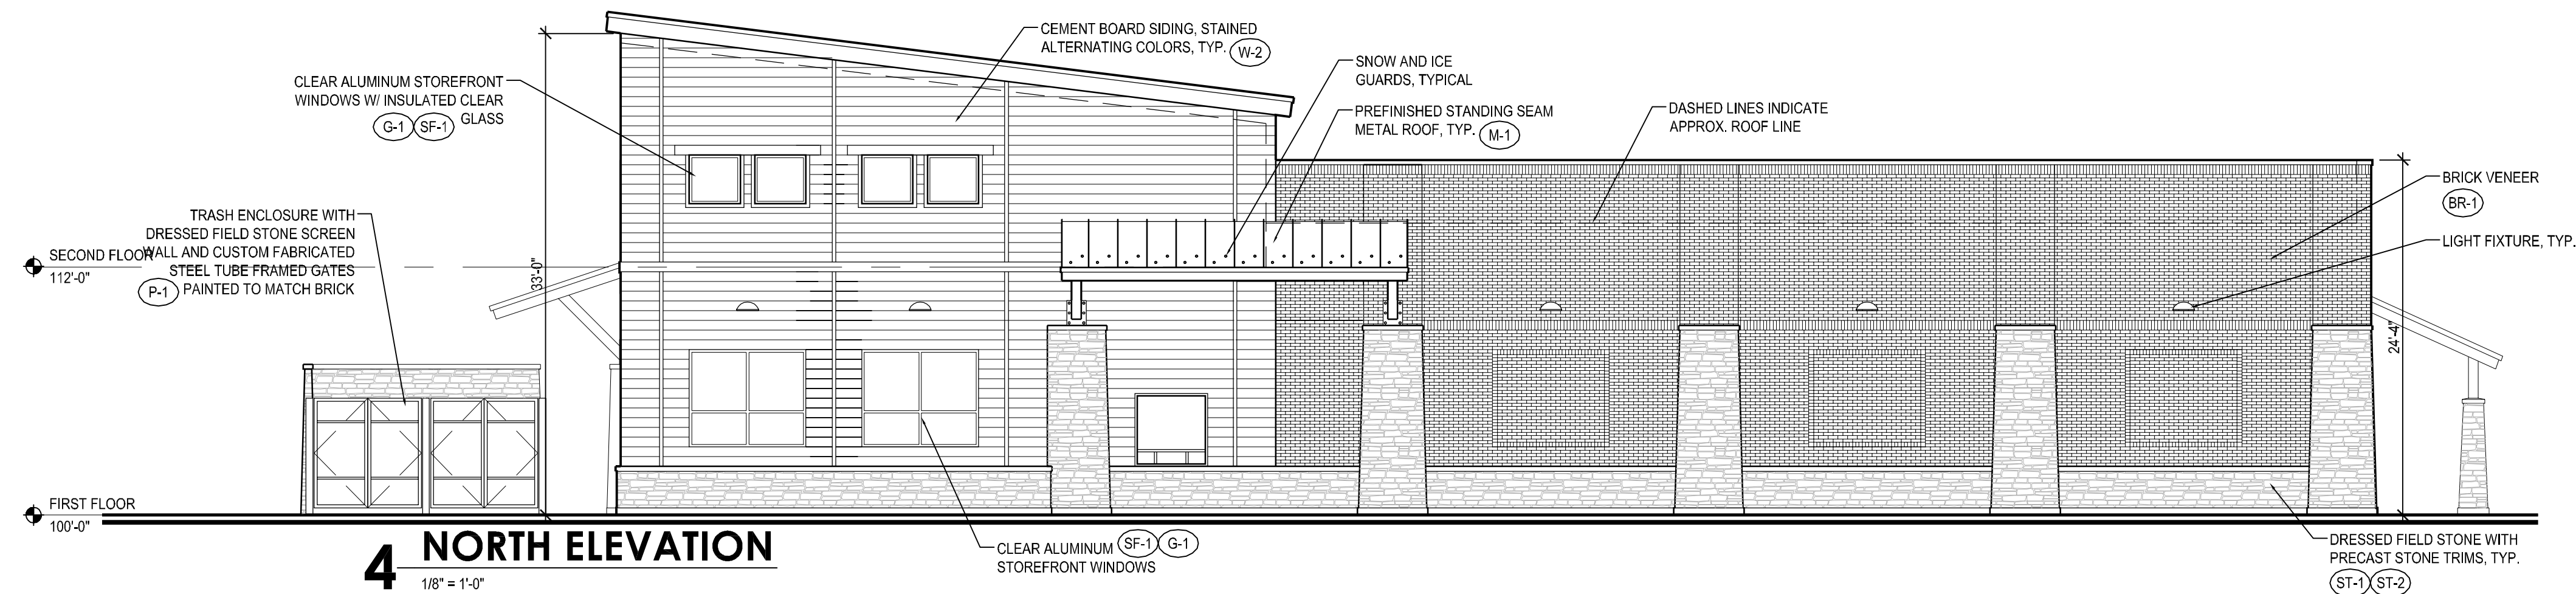 CEMENT BOARD SIDING, STAINED
ALTERNATING COLORS, TYP. W-2
SNOW AND ICE
GUARDS, TYPICAL
CLEAR ALUMINUM STOREFRONT
WINDOWS W/ INSULATED CLEAR
GLASS
G-1 SF-1
PREFINISHED STANDING SEAM
METAL ROOF, TYP. M-1
DASHED LINES INDICATE
APPROX. ROOF LINE
BRICK VENEER
BR-1
TRASH ENCLOSURE WITH
DRESSED FIELD STONE SCREEN
WALL AND CUSTOM FABRICATED
STEEL TUBE FRAMED GATES
P-1 PAINTED TO MATCH BRICK
LIGHT FIXTURE, TYP.
SECOND FLOOR
112'-0"
33'-0"
24'-4"
FIRST FLOOR
100'-0"
4 NORTH ELEVATION
1/8" = 1'-0"
CLEAR ALUMINUM SF-1 G-1
STOREFRONT WINDOWS
DRESSED FIELD STONE WITH
PRECAST STONE TRIMS, TYP.
ST-1 ST-2